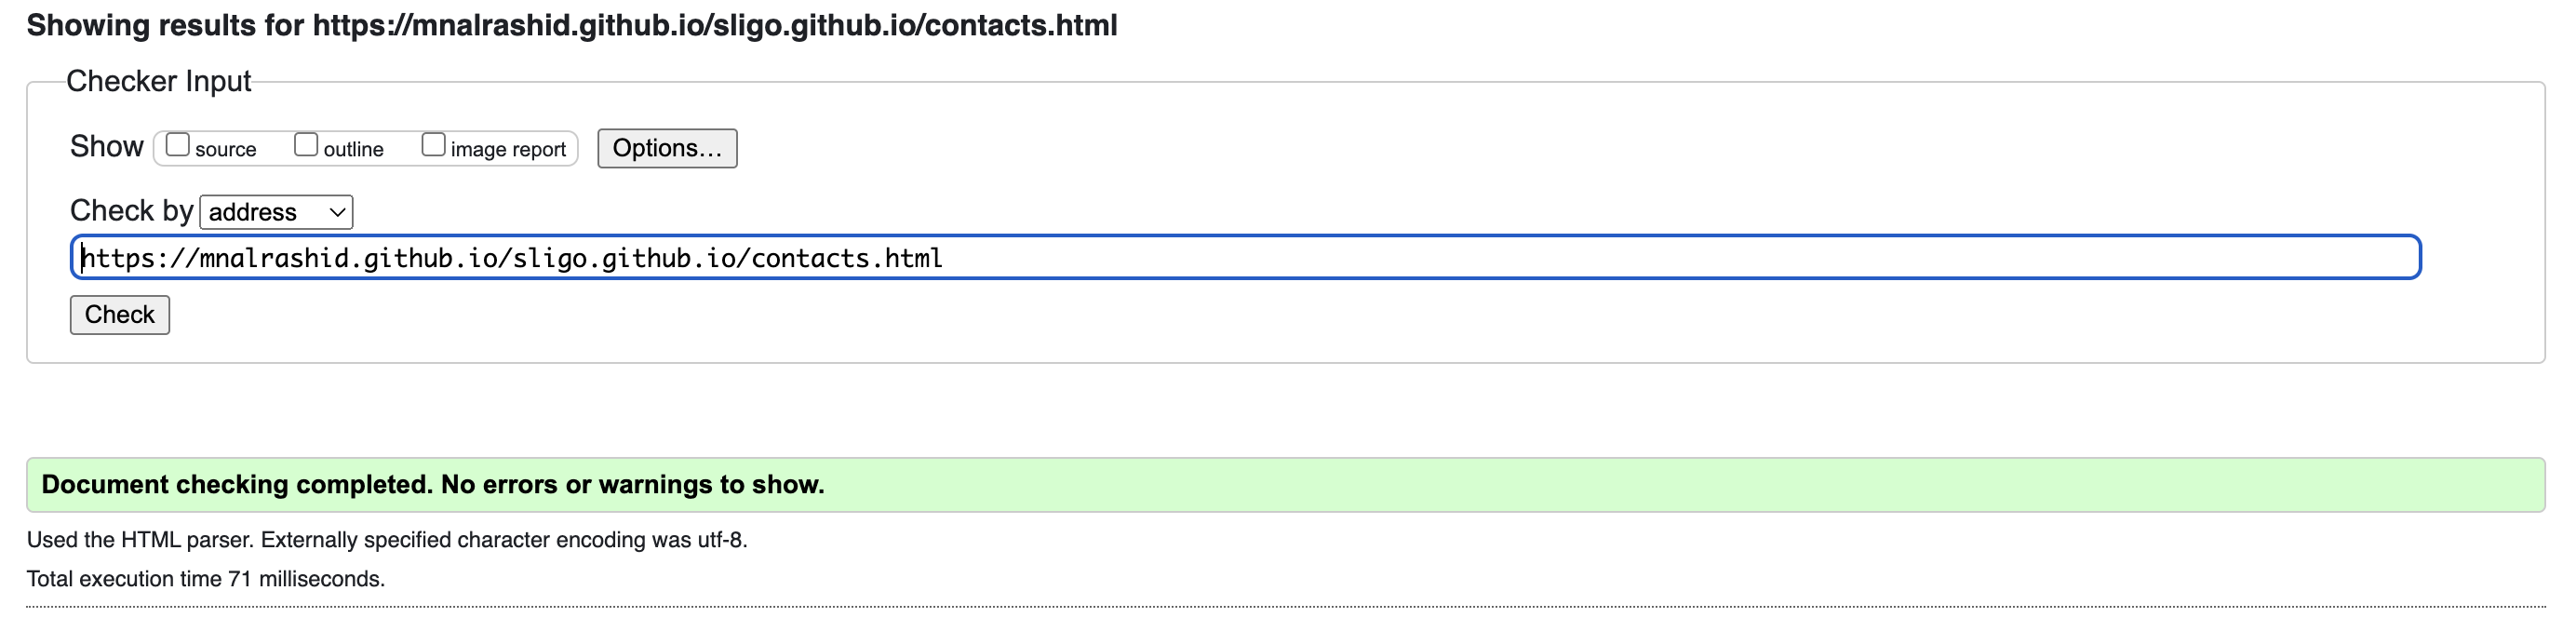 Showing results for https://mnalrashid.github.io/sligo.github.io/contacts.html
Checker Input
Show source outline image report Options...
Check by address
https://mnalrashid.github.io/sligo.github.io/contacts.html
Check
Document checking completed. No errors or warnings to show.
Used the HTML parser. Externally specified character encoding was utf-8.
Total execution time 71 milliseconds.